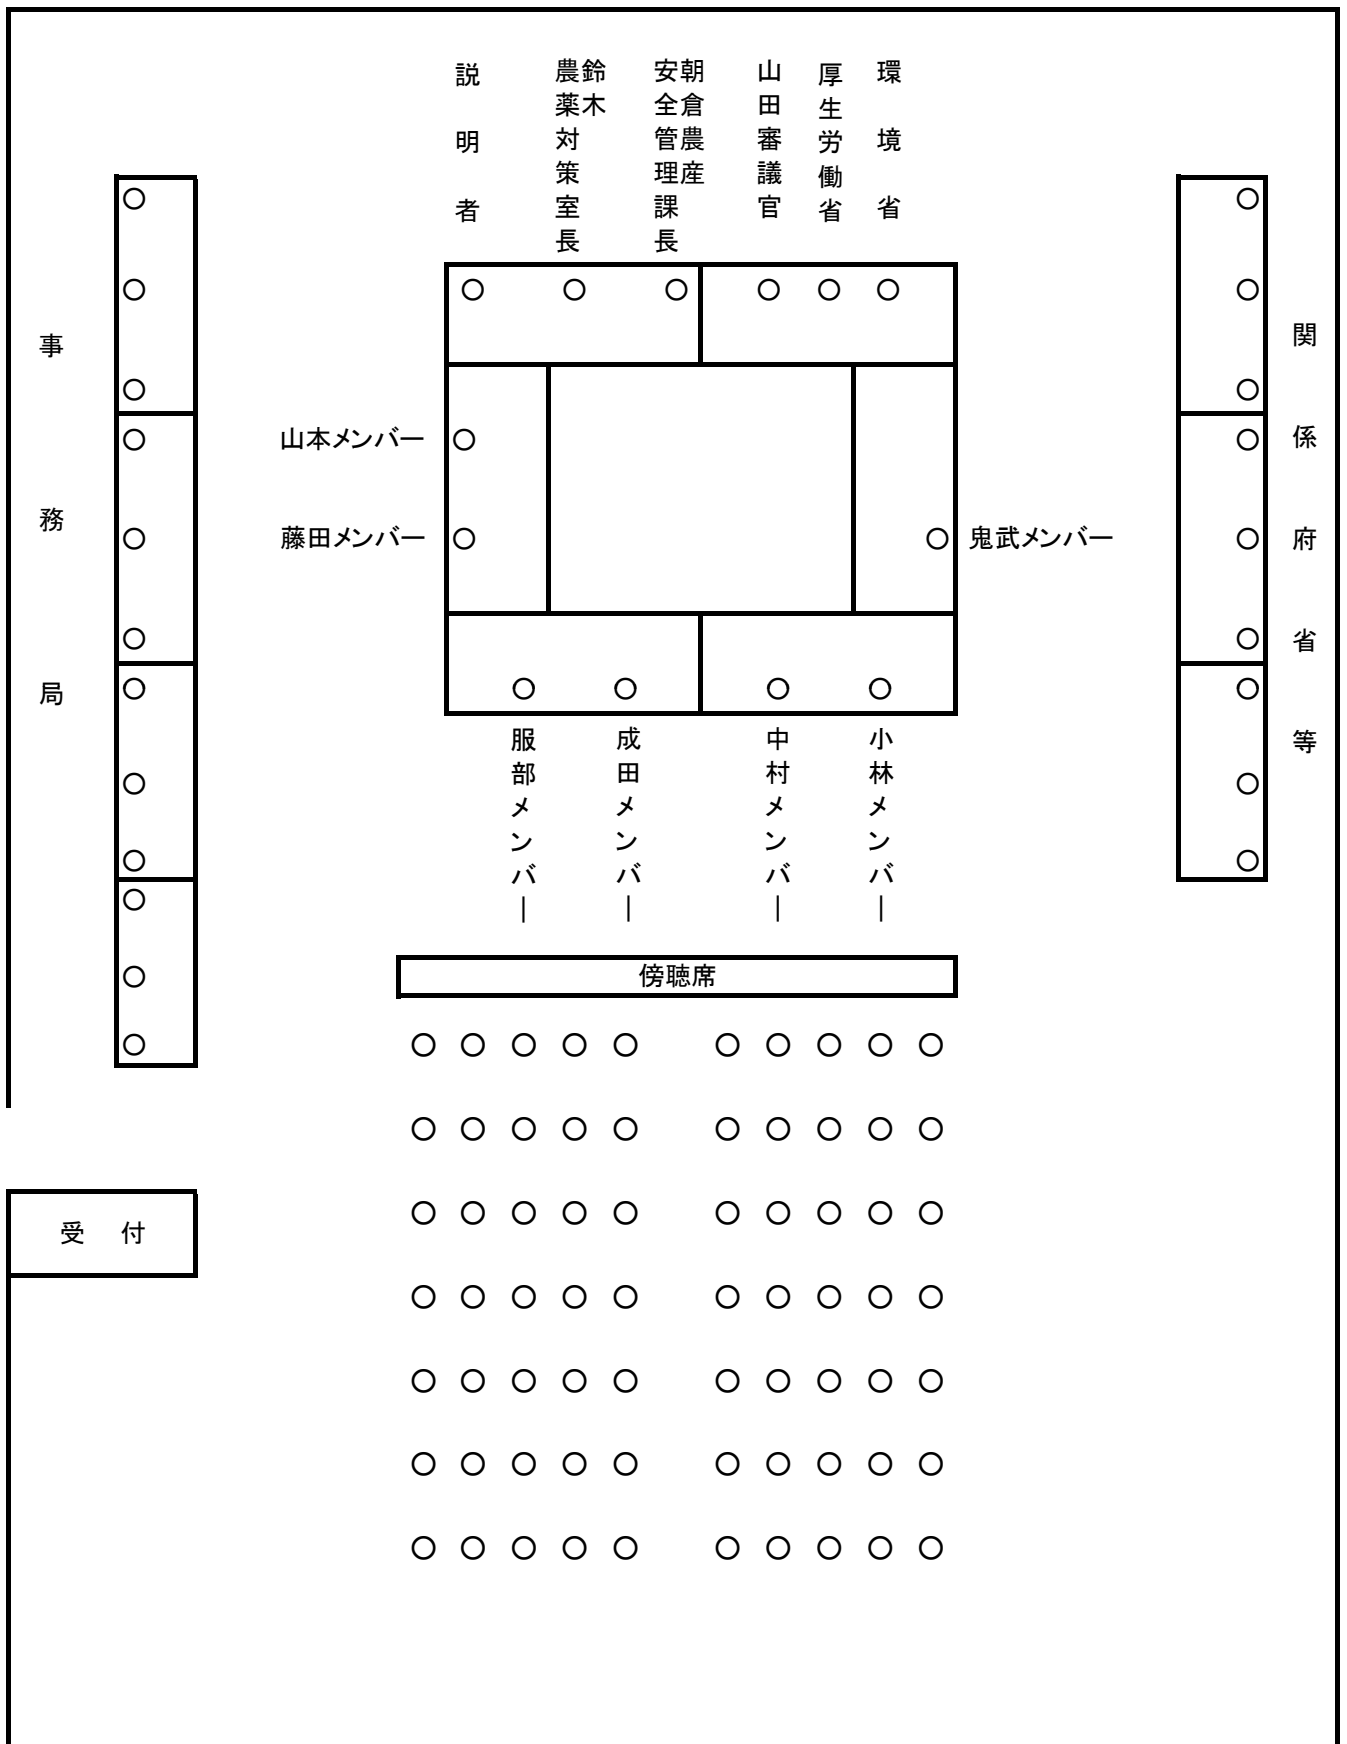 説明者
鈴木
農薬対策室長
朝倉農産
安全管理課長
山田審議官
厚生労働省
環境省
事務局
関係府省等
山本メンバー
藤田メンバー
鬼武メンバー
服部メンバー
成田メンバー
中村メンバー
小林メンバー
傍聴席
受付